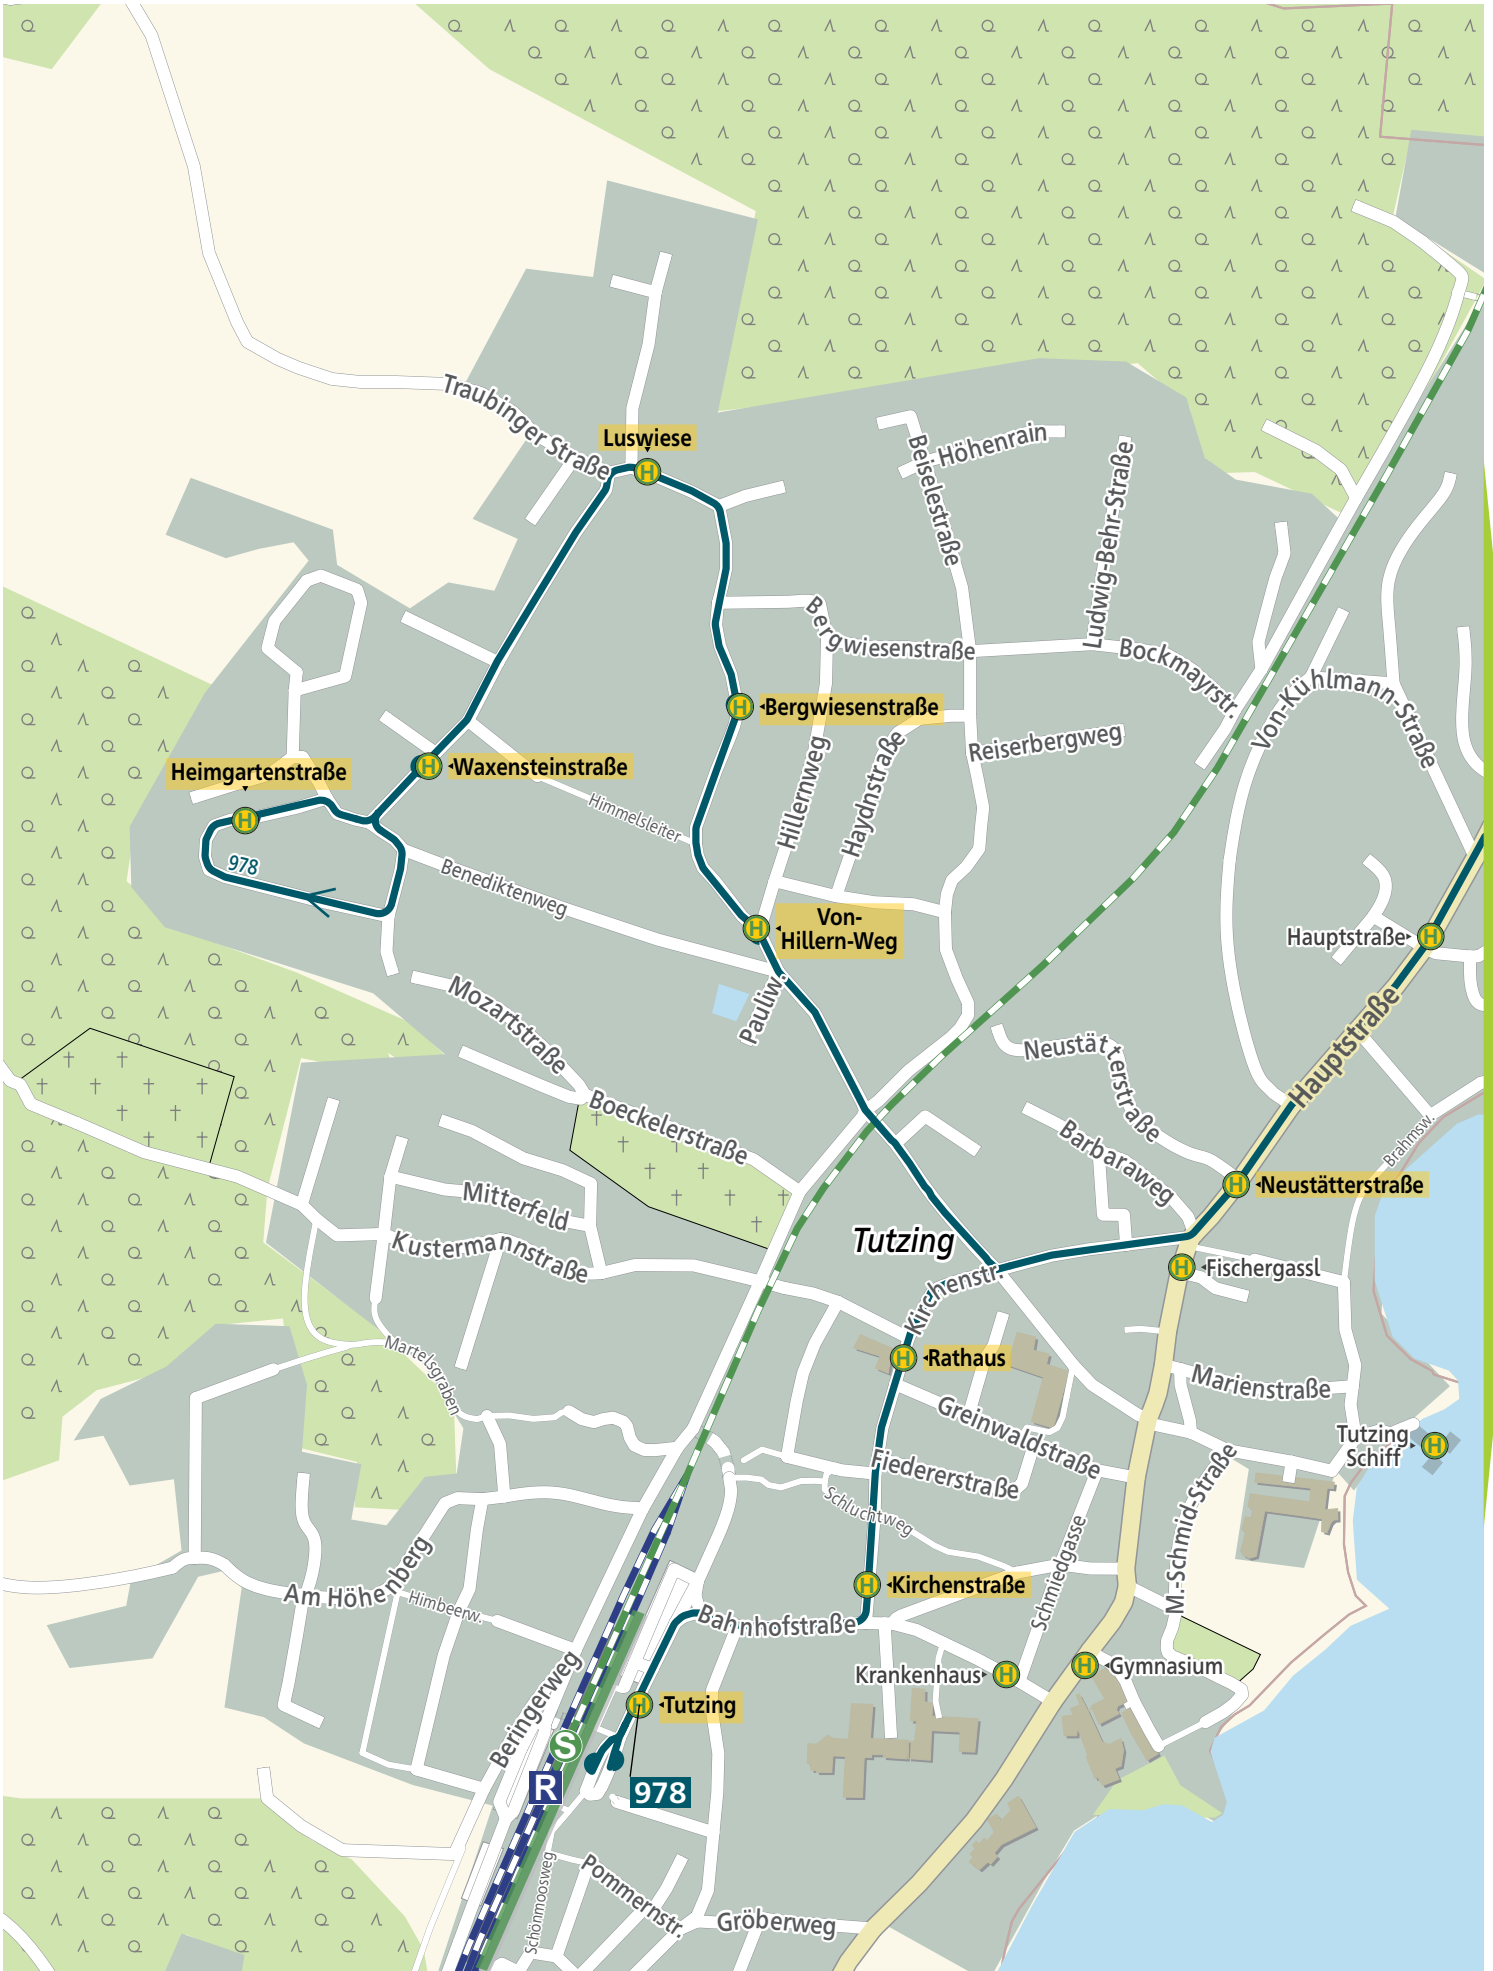 Traubinger Straße
Luswiese
H
Beiselestraße
Höhenrain
Ludwig-Behr-Straße
Bergwiesenstraße
Bockmayrstr.
Von-Kühlmann-Straße
H
Bergwiesenstraße
Reiserbergweg
Hillernweg
Haydnstraße
H
Waxensteinstraße
Heimgartenstraße
H
978
Himmelsleiter
Benediktenweg
H
Von-
Hillern-Weg
Hauptstraße
H
Hauptstraße
Mozartstraße
Pauliw.
Neustätterstraße
Boeckelerstraße
Barbaraweg
Brahmsw.
H
Neustätterstraße
Mitterfeld
Kustermannstraße
Tutzing
H
Fischergassl
Kirchenstr.
H
Rathaus
Martelsgraben
Marienstraße
Greinwaldstraße
Tutzing
Schiff
H
Fiedererstraße
Schluchtweg
M.-Schmid-Straße
Schmiedgasse
Am Höhenberg
Himbeerw.
H
Kirchenstraße
Bahnhofstraße
Krankenhaus
H
H
Gymnasium
Beringerweg
H
Tutzing
S
R
978
Schönmoosweg
Pommernstr.
Gröberweg